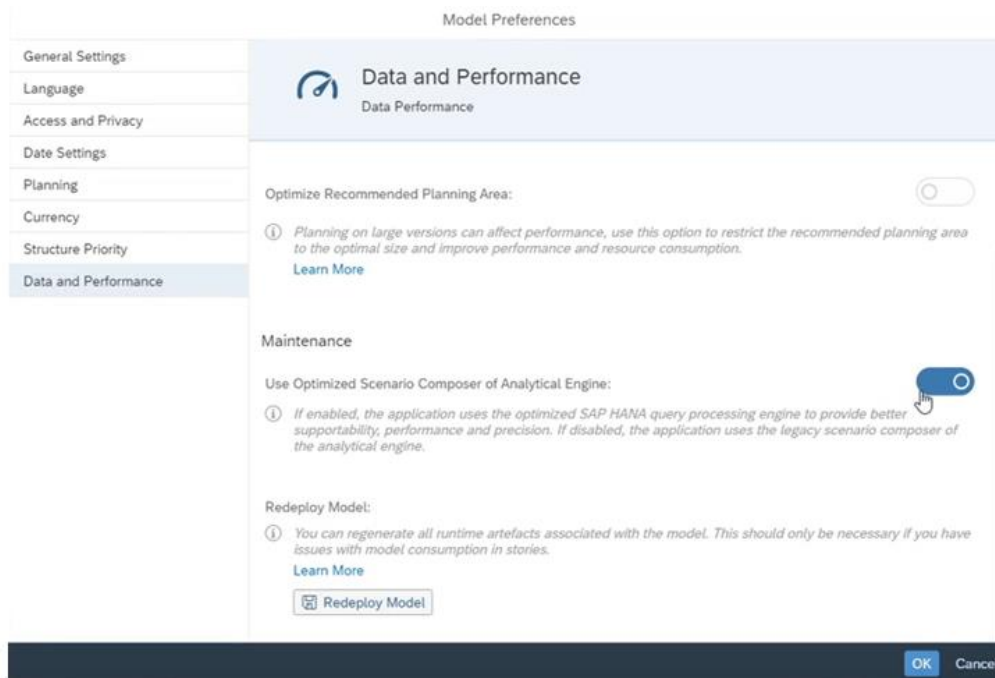 Model Preferences
General Settings
Language
Access and Privacy
Date Settings
Planning
Currency
Structure Priority
Data and Performance
Data and Performance
Data Performance
Optimize Recommended Planning Area:
Planning on large versions can affect performance, use this option to restrict the recommended planning area
to the optimal size and improve performance and resource consumption.
Learn More
Maintenance
Use Optimized Scenario Composer of Analytical Engine:
If enabled, the application uses the optimized SAP HANA query processing engine to provide better
supportability, performance and precision. If disabled, the application uses the legacy scenario composer of
the analytical engine.
Redeploy Model:
You can regenerate all runtime artefacts associated with the model. This should only be necessary if you have
issues with model consumption in stories.
Learn More
Redeploy Model
OK Cance